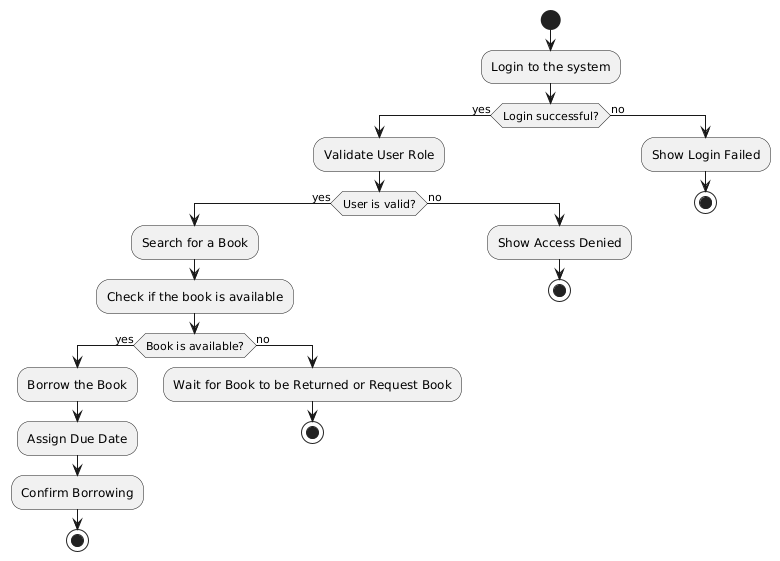 Login to the system
yes
Login successful?
no
Validate User Role
Show Login Failed
yes
User is valid?
no
Search for a Book
Show Access Denied
Check if the book is available
yes
Book is available?
no
Borrow the Book
Wait for Book to be Returned or Request Book
Assign Due Date
Confirm Borrowing